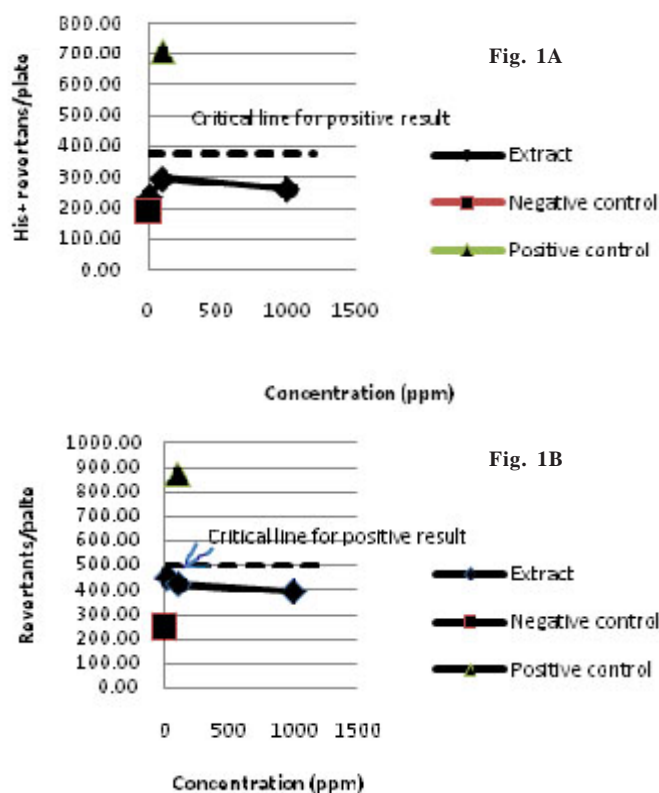 800.00
Fig. 1A
700.00
600.00
500.00
Critical line for positive result
400.00
300.00
200.00
100.00
0.00
His+ revertans/plate
Extract
Negative control
Positive control
0 500 1000 1500
Concentration (ppm)
1000.00
Fig. 1B
900.00
800.00
700.00
600.00
Critical line for positive result
500.00
400.00
300.00
200.00
100.00
0.00
Revertants/palte
Extract
Negative control
Positive control
0 500 1000 1500
Concentration (ppm)